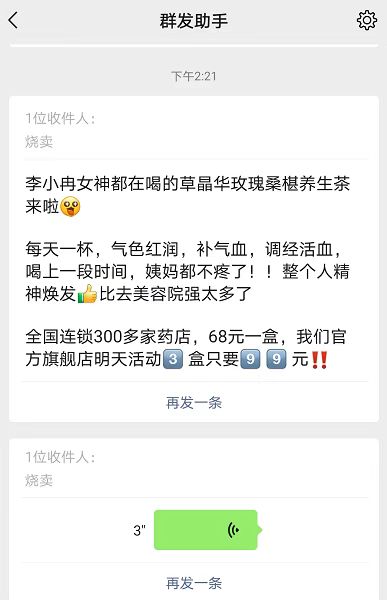 群发助手
下午2:21
1位收件人：
烧卖
李小冉女神都在喝的草晶华玫瑰桑椹养生茶
来啦😲
每天一杯，气色红润，补气血，调经活血，
喝上一段时间，姨妈都不疼了！！整个人精
神焕发👍比去美容院强太多了
全国连锁300多家药店，68元一盒，我们官
方旗舰店明天活动3️⃣ 盒只要9️⃣ 9️⃣ 元‼️
再发一条
1位收件人：
烧卖
3"
再发一条